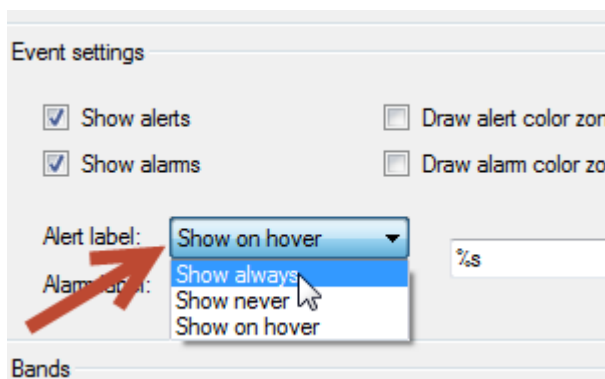 Event settings
Show alerts
Draw alert color zon
Show alarms
Draw alarm color zo
Alert label:
Show on hover
%s
Show always
Show never
Show on hover
Bands